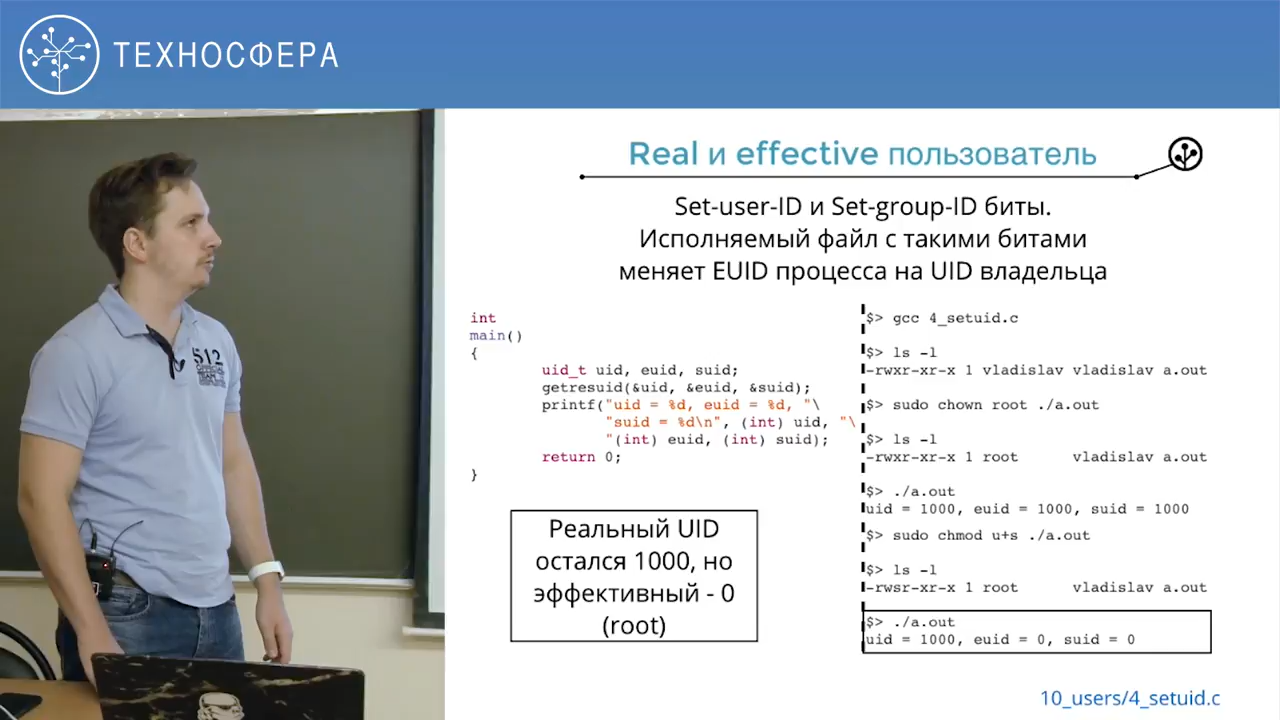 ТЕХНОСФЕРА
Real и effective пользователь
Set-user-ID и Set-group-ID биты.
Исполняемый файл с такими битами
меняет EUID процесса на UID владельца
int
main()
{
uid_t uid, euid, suid;
getresuid(&uid, &euid, &suid);
printf("uid = %d, euid = %d, "\
"suid = %d\n", (int) uid, "\
"(int) euid, (int) suid);
return 0;
}
Реальный UID
остался 1000, но
эффективный - 0
(root)
$> gcc 4_setuid.c
$> ls -l
-rwxr-xr-x 1 vladislav vladislav a.out
$> sudo chown root ./a.out
$> ls -l
-rwxr-xr-x 1 root vladislav a.out
$> ./a.out
uid = 1000, euid = 1000, suid = 1000
$> sudo chmod u+s ./a.out
$> ls -l
-rwsr-xr-x 1 root vladislav a.out
$> ./a.out
uid = 1000, euid = 0, suid = 0
10_users/4_setuid.c
512